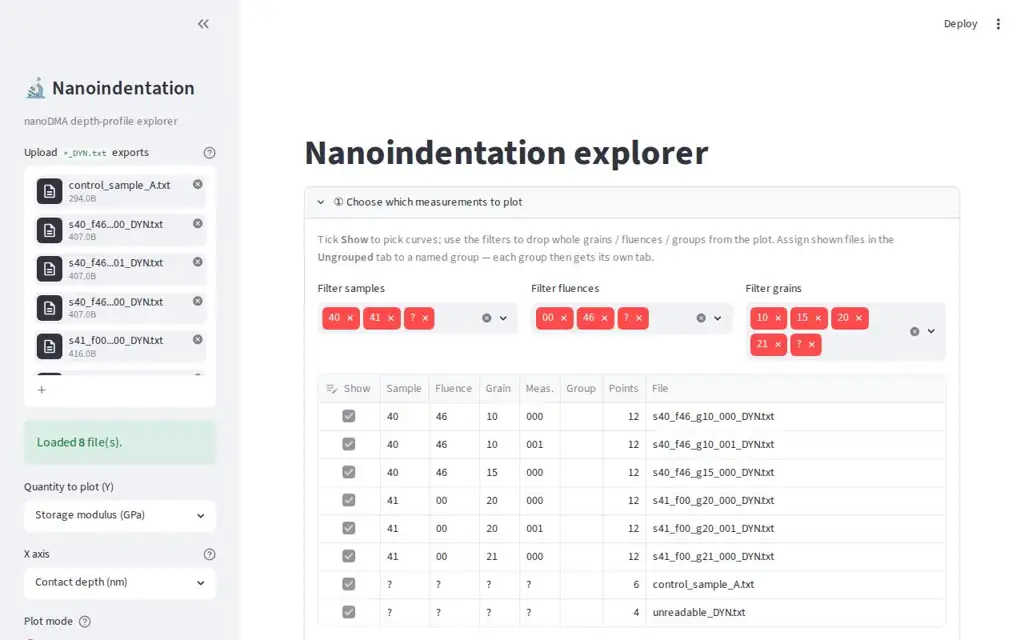 Deploy
Nanoindentation
nanoDMA depth-profile explorer
Upload *_DYN.txt exports
control_sample_A.txt
294.0B
s40_f46...00_DYN.txt
407.0B
s40_f46...01_DYN.txt
407.0B
s40_f46...00_DYN.txt
407.0B
s41_f00...00_DYN.txt
416.0B
+
Loaded 8 file(s).
Quantity to plot (Y)
Storage modulus (GPa)
X axis
Contact depth (nm)
Plot mode
Nanoindentation explorer
① Choose which measurements to plot
Tick Show to pick curves; use the filters to drop whole grains / fluences / groups from the plot. Assign shown files in the
Ungrouped tab to a named group — each group then gets its own tab.
Filter samples
40 × 41 × ? ×
Filter fluences
00 × 46 × ? ×
Filter grains
10 × 15 × 20 ×
21 × ? ×
Show Sample Fluence Grain Meas. Group Points File
40 46 10 000 12 s40_f46_g10_000_DYN.txt
40 46 10 001 12 s40_f46_g10_001_DYN.txt
40 46 15 000 12 s40_f46_g15_000_DYN.txt
41 00 20 000 12 s41_f00_g20_000_DYN.txt
41 00 20 001 12 s41_f00_g20_001_DYN.txt
41 00 21 000 12 s41_f00_g21_000_DYN.txt
? ? ? ? 6 control_sample_A.txt
? ? ? ? 4 unreadable_DYN.txt